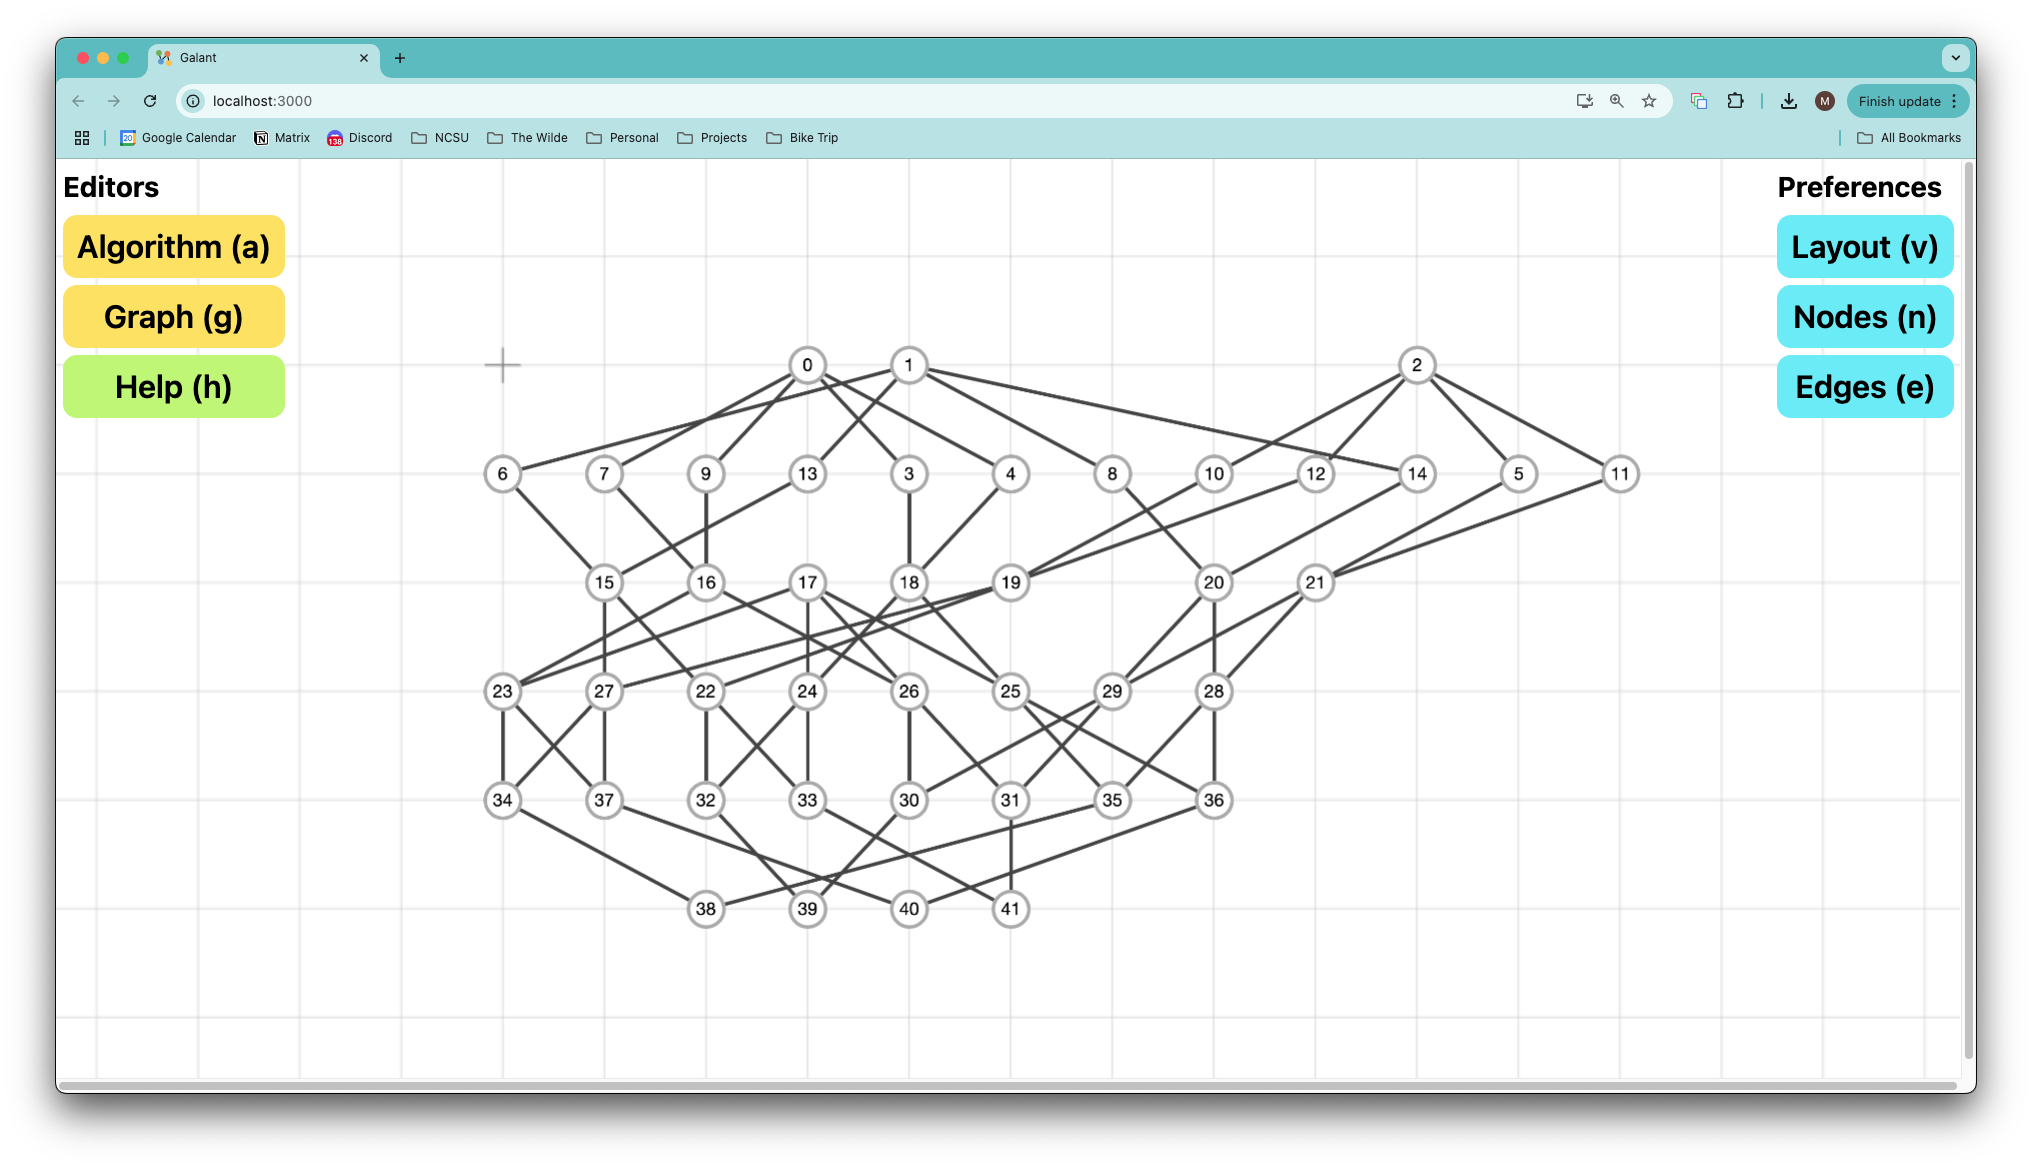 Galant
localhost:3000
M
Finish update
20 Google Calendar
Matrix
138 Discord
NCSU
The Wilde
Personal
Projects
Bike Trip
All Bookmarks
Editors
Preferences
Algorithm (a)
Layout (v)
Graph (g)
Nodes (n)
Help (h)
Edges (e)
0 1 2
6 7 9 13 3 4 8 10 12 14 5 11
15 16 17 18 19 20 21
23 27 22 24 26 25 29 28
34 37 32 33 30 31 35 36
38 39 40 41